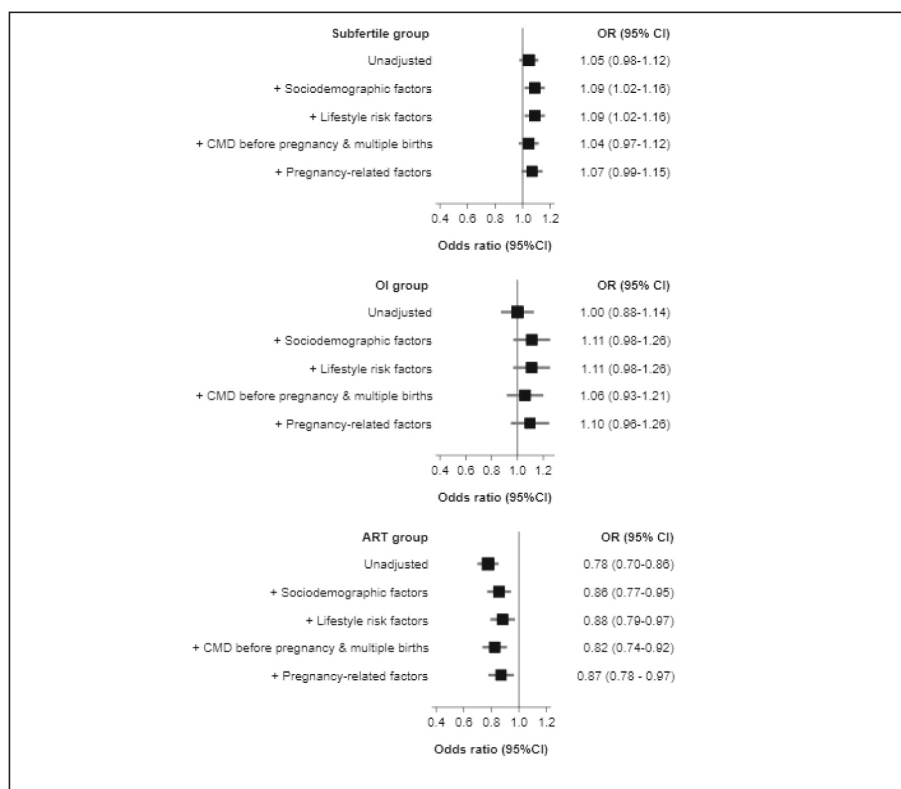 Subfertile group OR (95% CI)
Unadjusted 1.05 (0.98-1.12)
+ Sociodemographic factors 1.09 (1.02-1.16)
+ Lifestyle risk factors 1.09 (1.02-1.16)
+ CMD before pregnancy & multiple births 1.04 (0.97-1.12)
+ Pregnancy-related factors 1.07 (0.99-1.15)
0.4 0.6 0.8 1.0 1.2
Odds ratio (95%CI)
OI group OR (95% CI)
Unadjusted 1.00 (0.88-1.14)
+ Sociodemographic factors 1.11 (0.98-1.26)
+ Lifestyle risk factors 1.11 (0.98-1.26)
+ CMD before pregnancy & multiple births 1.06 (0.93-1.21)
+ Pregnancy-related factors 1.10 (0.96-1.26)
0.4 0.6 0.8 1.0 1.2
Odds ratio (95%CI)
ART group OR (95% CI)
Unadjusted 0.78 (0.70-0.86)
+ Sociodemographic factors 0.86 (0.77-0.95)
+ Lifestyle risk factors 0.88 (0.79-0.97)
+ CMD before pregnancy & multiple births 0.82 (0.74-0.92)
+ Pregnancy-related factors 0.87 (0.78 - 0.97)
0.4 0.6 0.8 1.0 1.2
Odds ratio (95%CI)